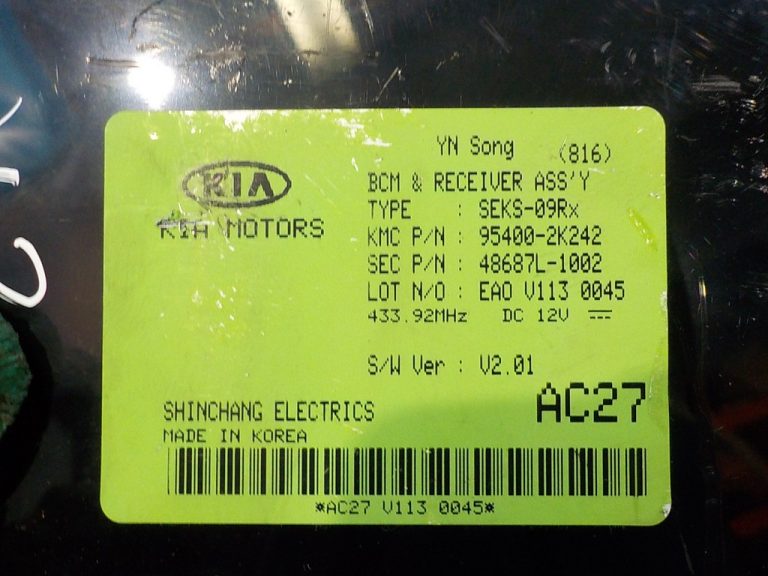 YN Song (816)
KIA
KIA MOTORS
BCM & RECEIVER ASS'Y
TYPE : SEKS-09Rx
KMC P/N : 95400-2K242
SEC P/N : 48687L-1002
LOT N/O : EAO V113 0045
433.92MHz DC 12V
S/W Ver : V2.01
AC27
SHINCHANG ELECTRICS
MADE IN KOREA
*AC27 V113 0045*